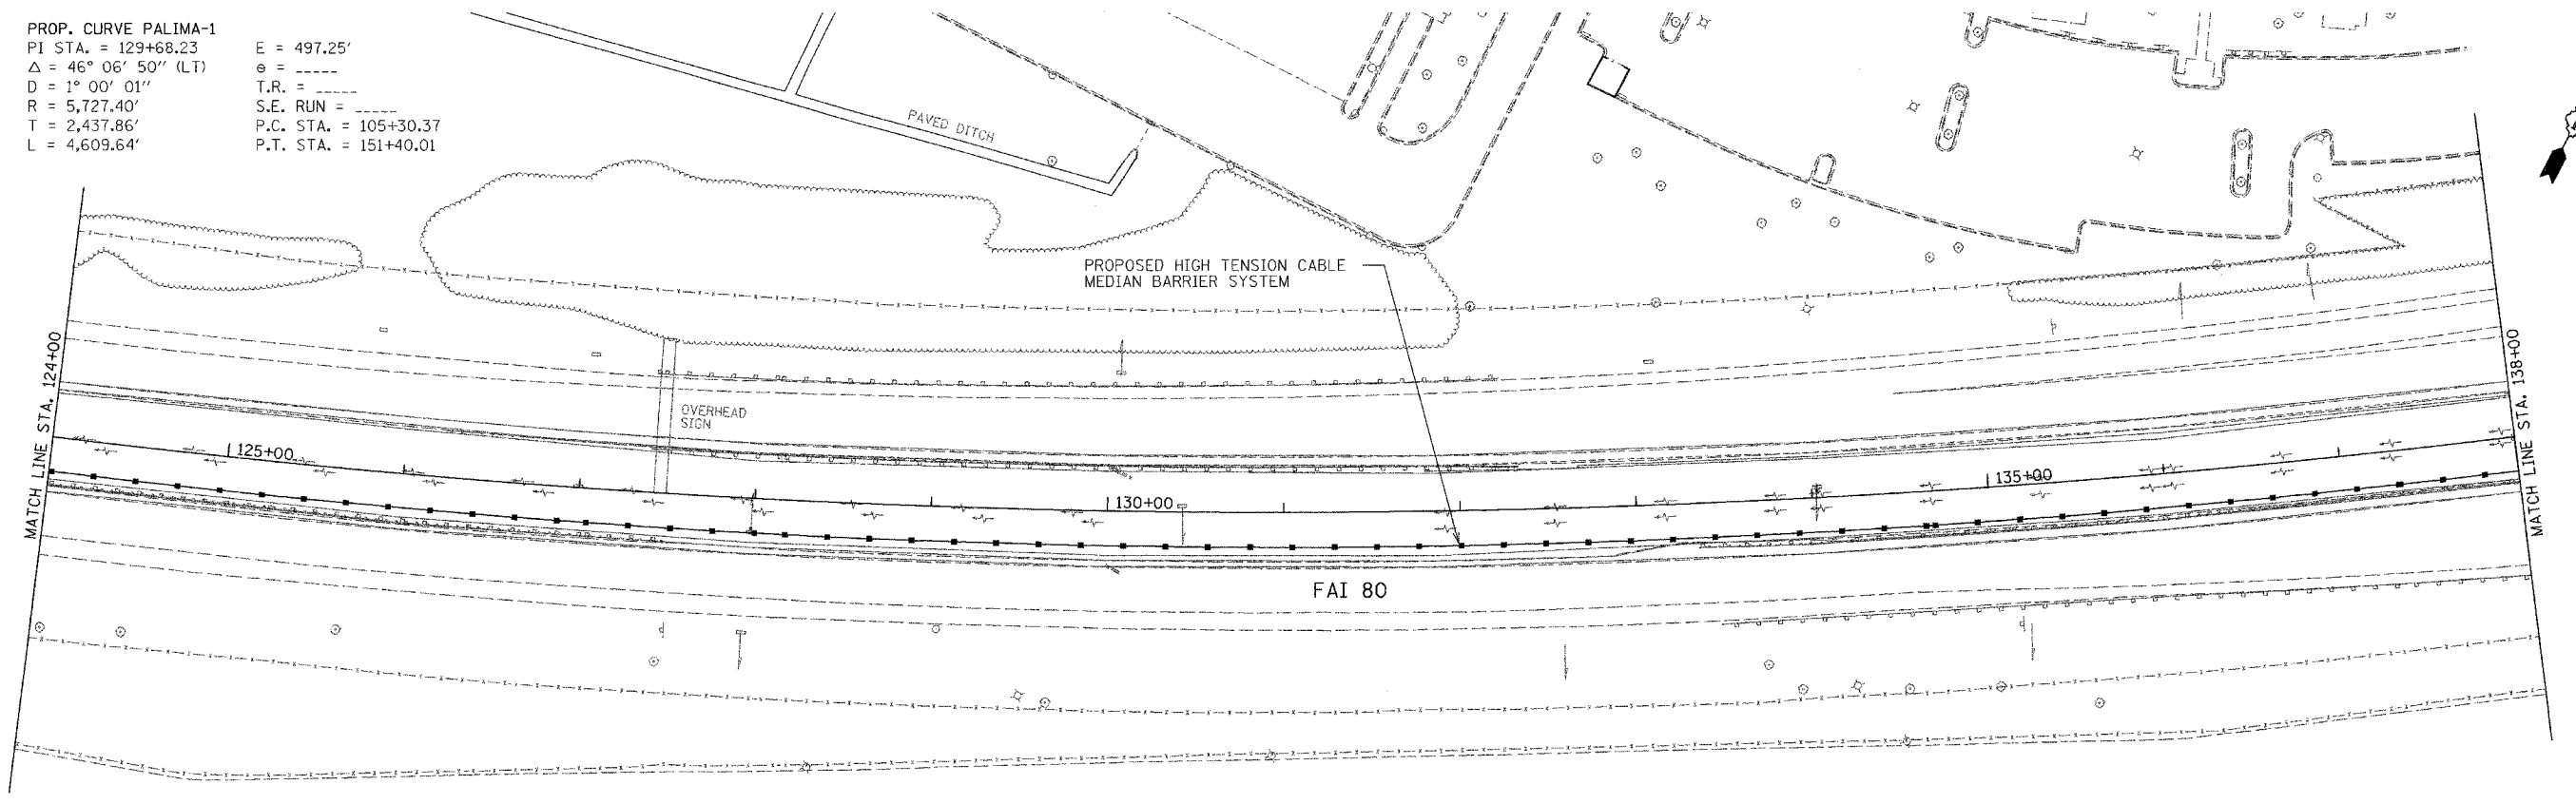 PROP. CURVE PALIMA-1
PI STA. = 129+68.23
Δ = 46° 06' 50" (LT)
D = 1° 00' 01"
R = 5,727.40'
T = 2,437.86'
L = 4,609.64'
E = 497.25'
e = _____
T.R. = _____
S.E. RUN = _____
P.C. STA. = 105+30.37
P.T. STA. = 151+40.01
PAVED DITCH
PROPOSED HIGH TENSION CABLE
MEDIAN BARRIER SYSTEM
OVERHEAD
SIGN
MATCH LINE STA. 124+00
125+00
130+00
135+00
MATCH LINE STA. 138+00
FAI 80